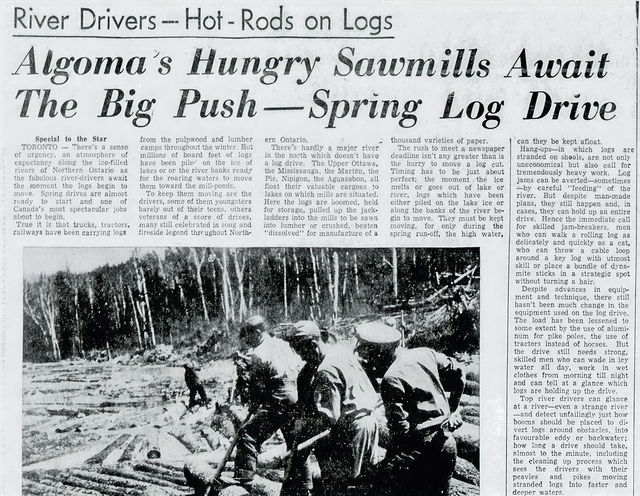 River Drivers — Hot-Rods on Logs
Algoma's Hungry Sawmills Await
The Big Push — Spring Log Drive
Special to the Star
TORONTO — There's a sense
of urgency, an atmosphere of
expectancy along the ice-filled
rivers of Northern Ontario as
the fabulous river-drivers await
the moment the logs begin to
move. Spring drives are almost
ready to start and one of
Canada's most spectacular jobs
about to begin.
True it is that trucks, tractors,
railways have been carrying logs
from the pulpwood and lumber
camps throughout the winter. But
millions of board feet of logs
have been pile' on the ice of
lakes or on the river banks ready
for the roaring waters to move
them toward the mill-ponds.
To keep them moving are the
drivers, some of them youngsters
barely out of their teens, others
veterans of a score of drives,
many still celebrated in song and
fireside legend throughout North-
ern Ontario.
There's hardly a major river
in the north which doesn't have
a log drive. The Upper Ottawa,
the Mississauga, the Marten, the
Pic, Nipigon, the Aguasabon, all
float their valuable cargoes to
lakes on which mills are situated.
Here the logs are boomed, held
for storage, pulled up the jack-
ladders into the mills to be sawn
into lumber or crushed, beaten
"dissolved" for manufacture of a
thousand varieties of paper.
The rush to meet a newspaper
deadline isn't any greater than is
the hurry to move a log cut.
Timing has to be just about
perfect; the moment the ice
melts or goes out of lake or
river, logs which have been
either piled on the lake ice or
along the banks of the river be-
gin to move. They must be kept
moving, for only during the
spring run-off, the high water,
can they be kept afloat.
Hang-ups—in which logs are
stranded on shoals, are not only
uneconomical but also call for
tremendously heavy work. Log
jams can be averted—sometimes
—by careful "feeding" of the
river. But despite man-made
plans, they still happen and, in
cases, they can hold up an entire
drive. Hence the immediate call
for skilled jam-breakers, men
who can walk a rolling log as
delicately and quickly as a cat,
who can throw a cable loop
around a key log with utmost
skill or place a bundle of dyna-
mite sticks in a strategic spot
without turning a hair.
Despite advances in equip-
ment and technique, there still
hasn't been much change in the
equipment used on the log drive.
The load has been lessened to
some extent by the use of alumi-
num for pike poles, the use of
tractors instead of horses. But
the drive still needs strong,
skilled men who can wade in icy
water all day, work in wet
clothes from morning till night
and can tell at a glance which
logs are holding up the drive.
Top river drivers can glance
at a river—even a strange river
—and detect unfailingly just how
booms should be placed to di-
vert logs around obstacles, into
favourable eddy or backwater;
how long a drive should take,
almost to the minute, including
the cleaning up process which
sees the drivers with their
peavies and pikes moving
stranded logs into faster and
deeper waters.